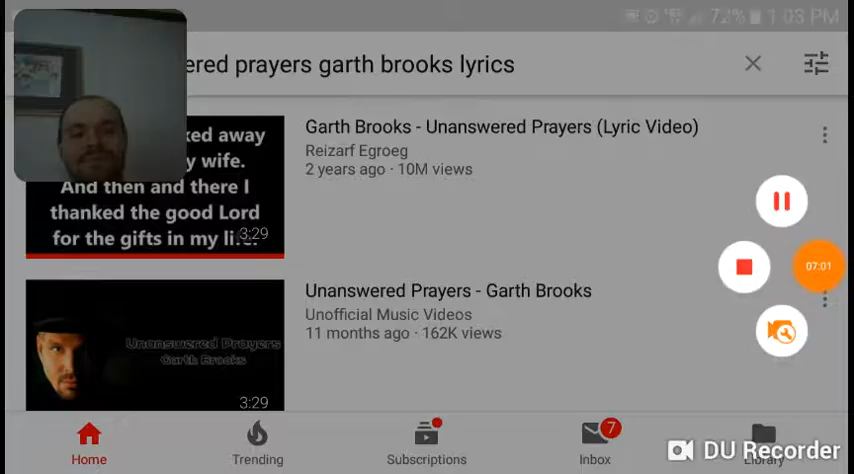 72% 1:03 PM
ered prayers garth brooks lyrics
ked away
y wife.
And then and there I
thanked the good Lord
for the gifts in my life.
3:29
Garth Brooks - Unanswered Prayers (Lyric Video)
Reizarf Egroeg
2 years ago · 10M views
07:01
Unanswered Prayers
Garth Brooks
3:29
Unanswered Prayers - Garth Brooks
Unofficial Music Videos
11 months ago · 162K views
Home
Trending
Subscriptions
7
Inbox
Library
DU Recorder